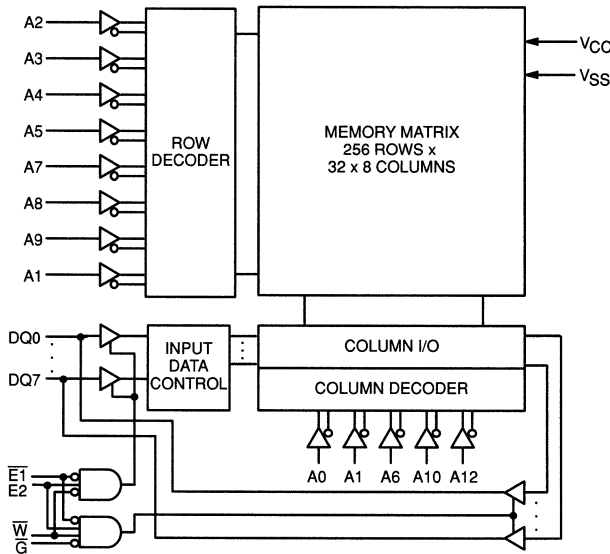 A2
A3
A4
A5
A7
A8
A9
A1
ROW
DECODER
MEMORY MATRIX
256 ROWS x
32 x 8 COLUMNS
VCC
VSS
DQ0
DQ7
INPUT
DATA
CONTROL
COLUMN I/O
COLUMN DECODER
A0
A1
A6
A10
A12
E1
E2
W
G